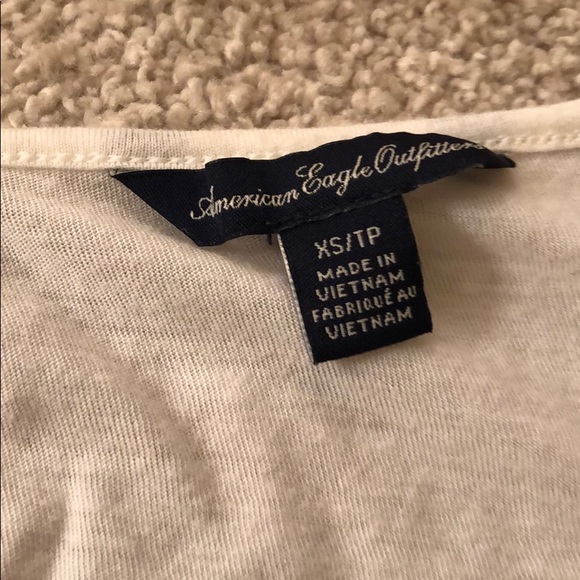 American Eagle Outfitters
XS/TP
MADE IN
VIETNAM
FABRIQUÉ AU
VIETNAM